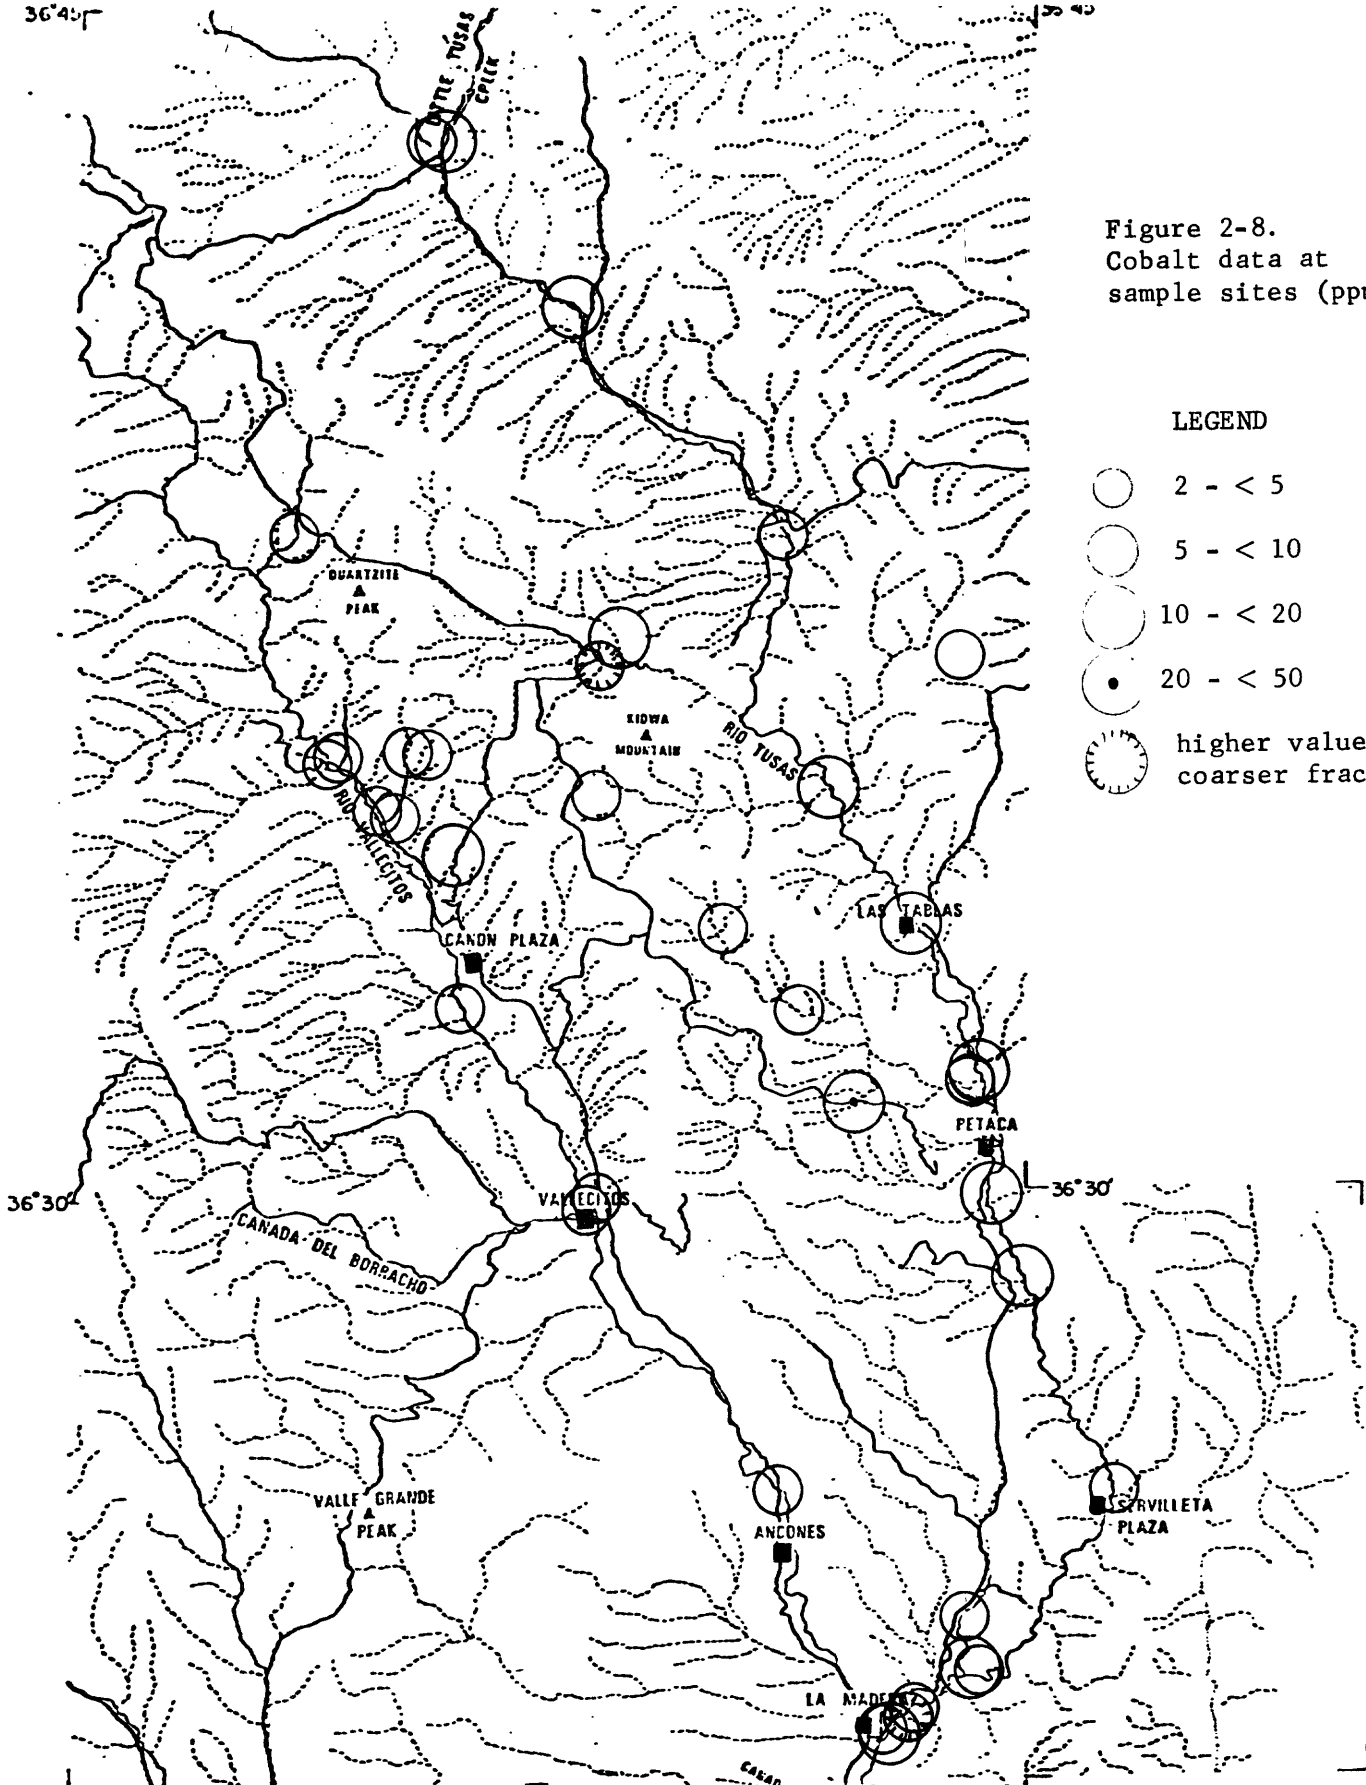 36°45'
LITTLE TUSAS
Figure 2-8.
Cobalt data at
sample sites
LEGEND
2 - < 5
5 - < 10
10 - < 20
20 - < 50
higher value
coarser
QUARTZITE
PEAK
KIOWA
MOUNTAIN
RIO TUSAS
RIO VALLECITOS
LAS TABLAS
CANON PLAZA
PETACA
36°30'
36°30'
VALLECITOS
CANADA DEL BORRACHO
VALLE GRANDE
PEAK
ANCONES
SERVILLETA
PLAZA
LA MADERA